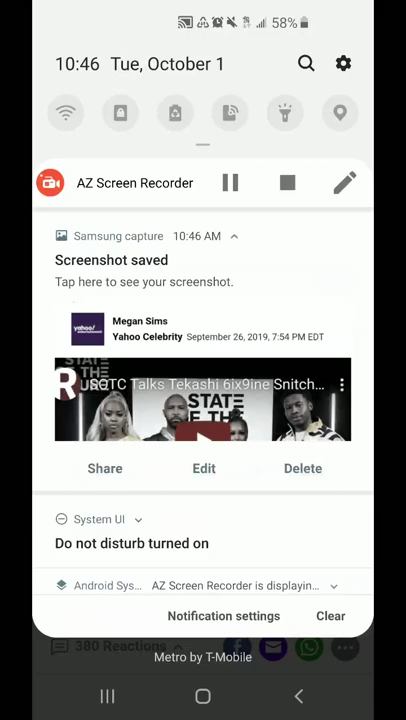 58%
10:46 Tue, October 1
AZ Screen Recorder
Samsung capture 10:46 AM
Screenshot saved
Tap here to see your screenshot.
yahoo!
entertainment
Megan Sims
Yahoo Celebrity September 26, 2019, 7:54 PM EDT
STATE
THE
R SOTC Talks Tekashi 6ix9ine Snitch...
STATE
Share Edit Delete
System UI
Do not disturb turned on
Android Sys... AZ Screen Recorder is displayin...
Notification settings Clear
380 Reactions
Metro by T-Mobile